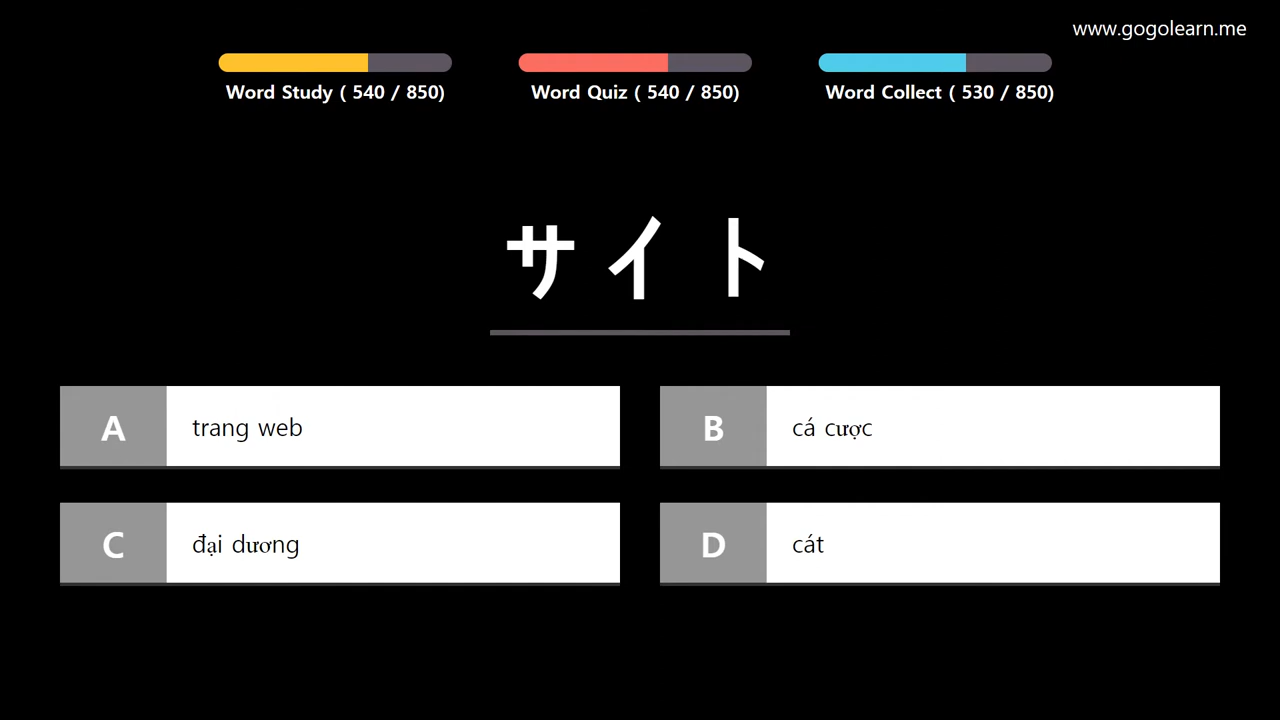 www.gogolearn.me
Word Study ( 540 / 850)
Word Quiz ( 540 / 850)
Word Collect ( 530 / 850)
サイト
A trang web
B cá cược
C đại dương
D cát